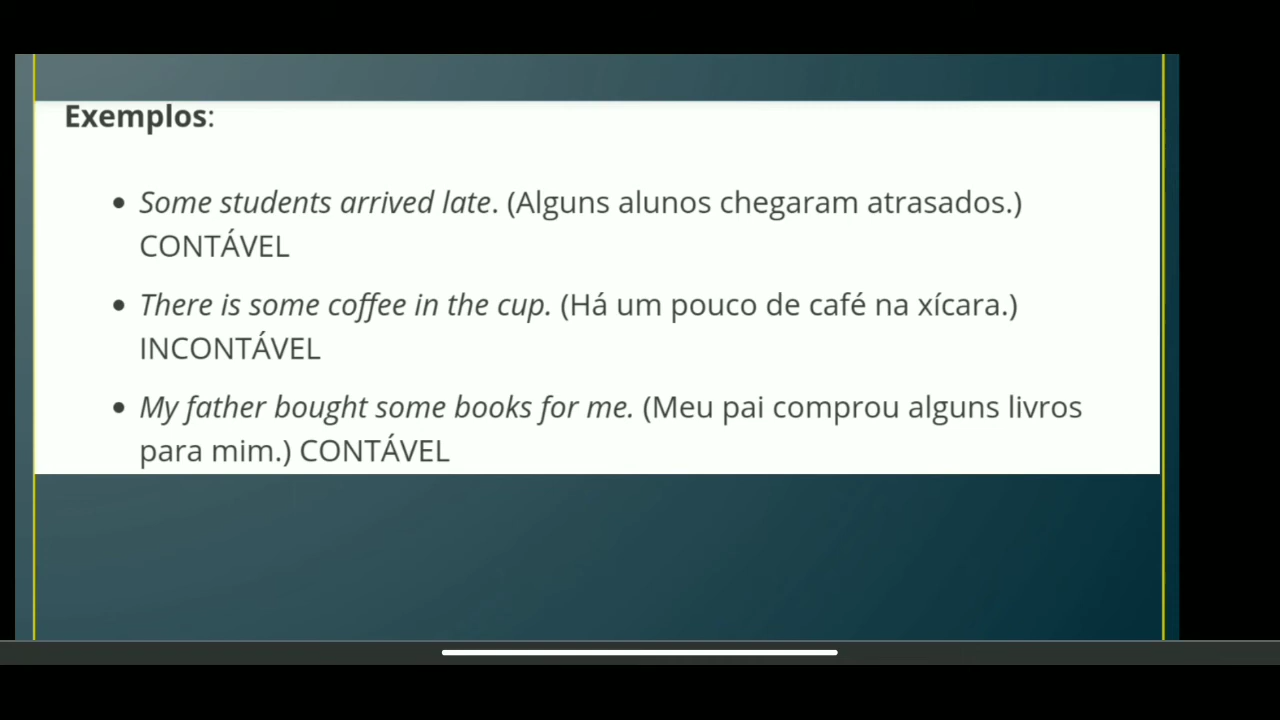 Exemplos:
• Some students arrived late. (Alguns alunos chegaram atrasados.)
CONTÁVEL
• There is some coffee in the cup. (Há um pouco de café na xícara.)
INCONTÁVEL
• My father bought some books for me. (Meu pai comprou alguns livros
para mim.) CONTÁVEL